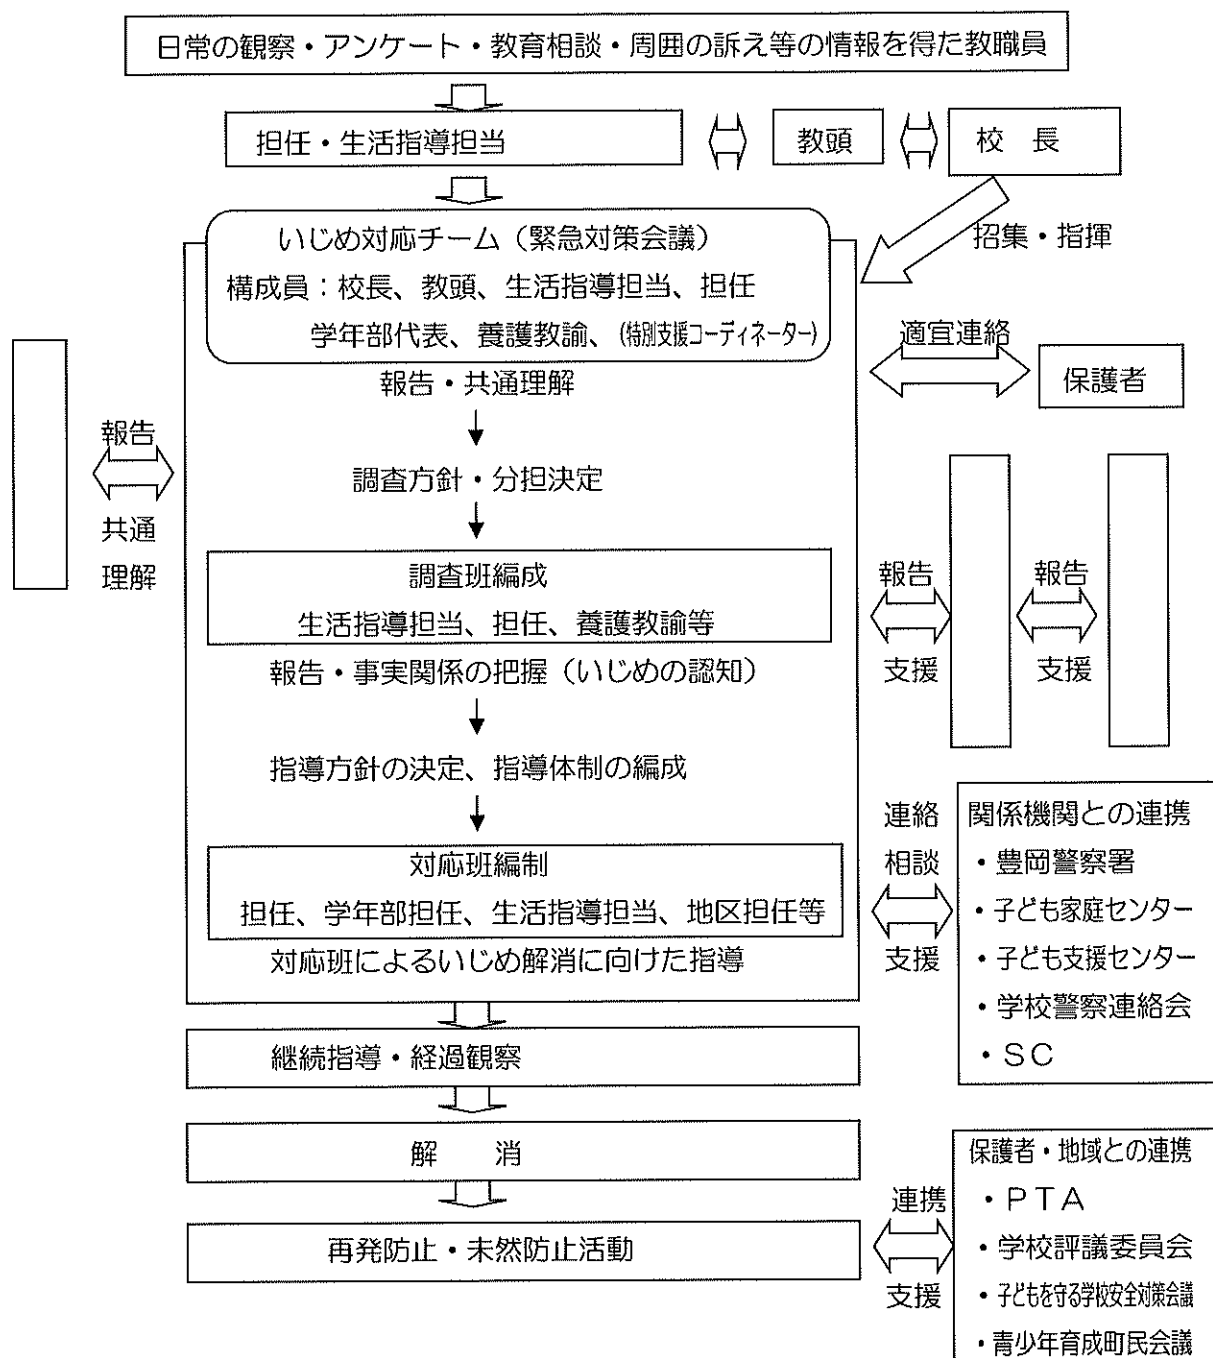 日常の観察・アンケート・教育相談・周囲の訴え等の情報を得た教職員
担任・生活指導担当
教頭
校　長
招集・指揮
いじめ対応チーム（緊急対策会議）
構成員：校長、教頭、生活指導担当、担任
学年部代表、養護教諭、（特別支援コーディネーター）
適宜連絡
保護者
報告・共通理解
報告
共通
理解
調査方針・分担決定
調査班編成
生活指導担当、担任、養護教諭等
報告
支援
報告
支援
報告・事実関係の把握（いじめの認知）
指導方針の決定、指導体制の編成
対応班編制
担任、学年部担任、生活指導担当、地区担任等
対応班によるいじめ解消に向けた指導
連絡
相談
支援
関係機関との連携
・豊岡警察署
・子ども家庭センター
・子ども支援センター
・学校警察連絡会
・ＳＣ
継続指導・経過観察
解　　消
再発防止・未然防止活動
連携
支援
保護者・地域との連携
・ＰＴＡ
・学校評議委員会
・子どもを守る学校安全対策会議
・青少年育成町民会議